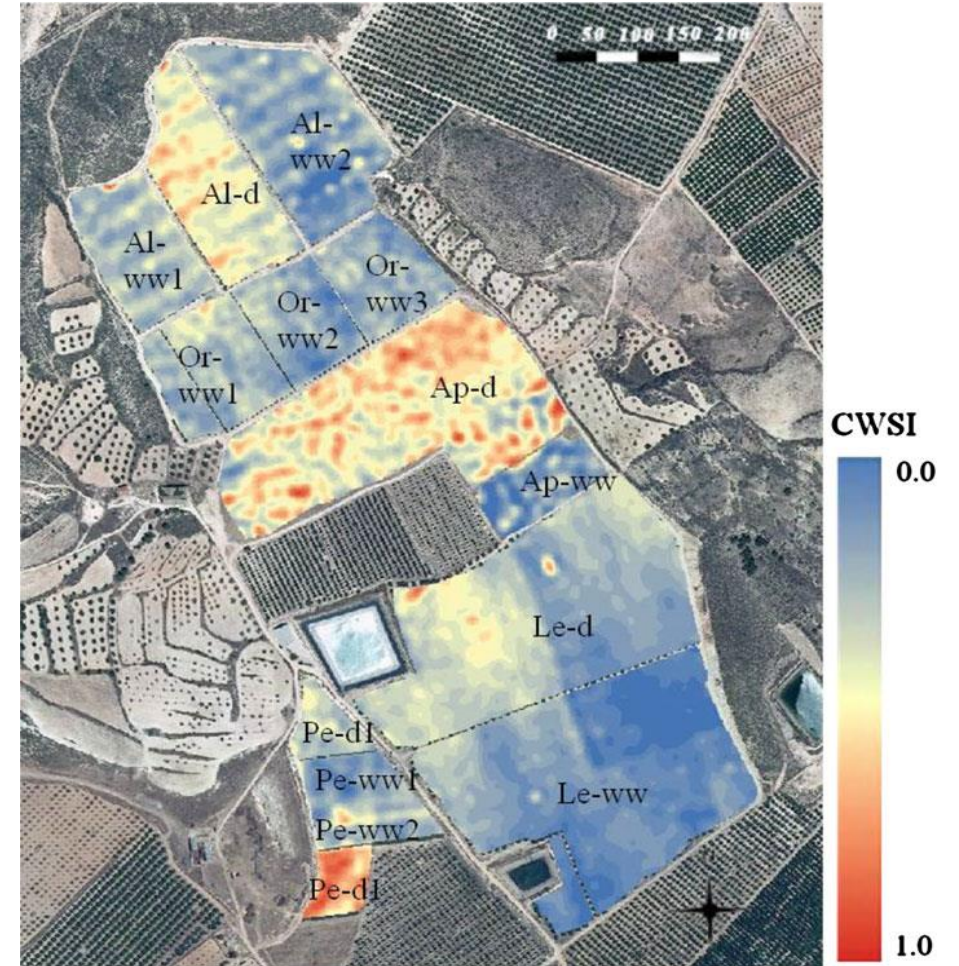 0 50 100 150 200
Al-
ww2
Al-d
Al-
ww1
Or-
ww3
Or-
ww2
Or-
ww1
Ap-d
CWSI
0.0
Ap-ww
Le-d
Pe-d1
Pe-ww1
Le-ww
Pe-ww2
Pe-d1
1.0